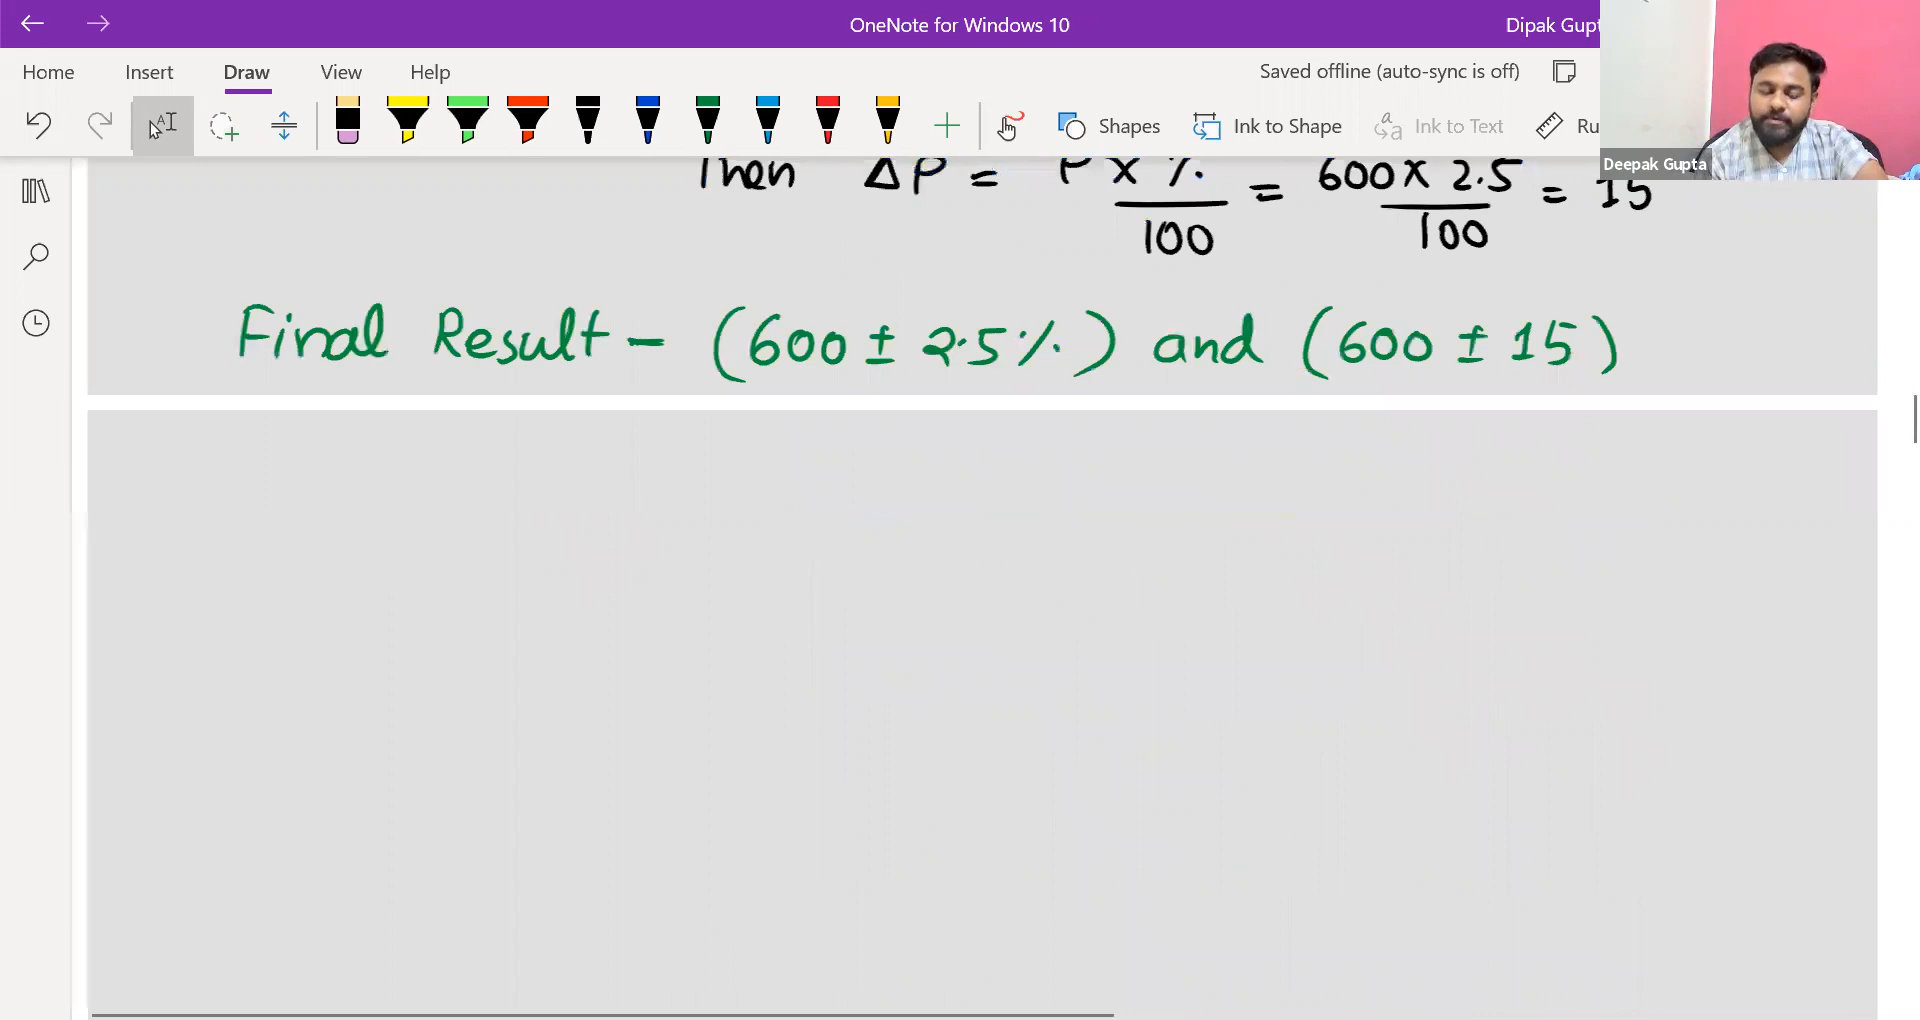 OneNote for Windows 10
Dipak Gupt
Home Insert Draw View Help
Saved offline (auto-sync is off)
Shapes Ink to Shape Ink to Text Ru
Deepak Gupta
Then ΔP = P × % / 100 = 600 × 2.5 / 100 = 15
Final Result – (600 ± 2.5%) and (600 ± 15)